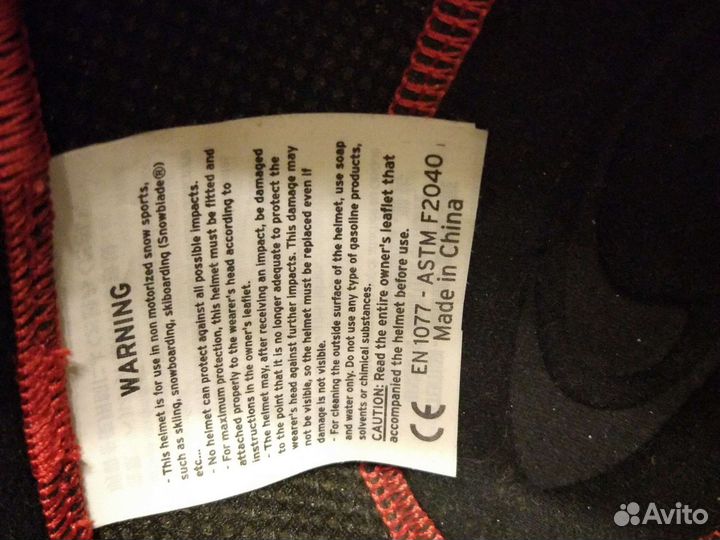 WARNING
- This helmet is for use in non motorized snow sports,
such as skiing, snowboarding, skiboarding (Snowblade®)
etc...
- No helmet can protect against all possible impacts.
- For maximum protection, this helmet must be fitted and
attached properly to the wearer's head according to
instructions in the owner's leaflet.
- The helmet may, after receiving an impact, be damaged
to the point that it is no longer adequate to protect the
wearer's head against further impacts. This damage may
not be visible, so the helmet must be replaced even if
damage is not visible.
- For cleaning the outside surface of the helmet, use soap
and water only. Do not use any type of gasoline products,
solvents or chimical substances.
CAUTION: Read the entire owner's leaflet that
accompanied the helmet before use.
CE EN 1077 - ASTM F2040
Made in China
Avito